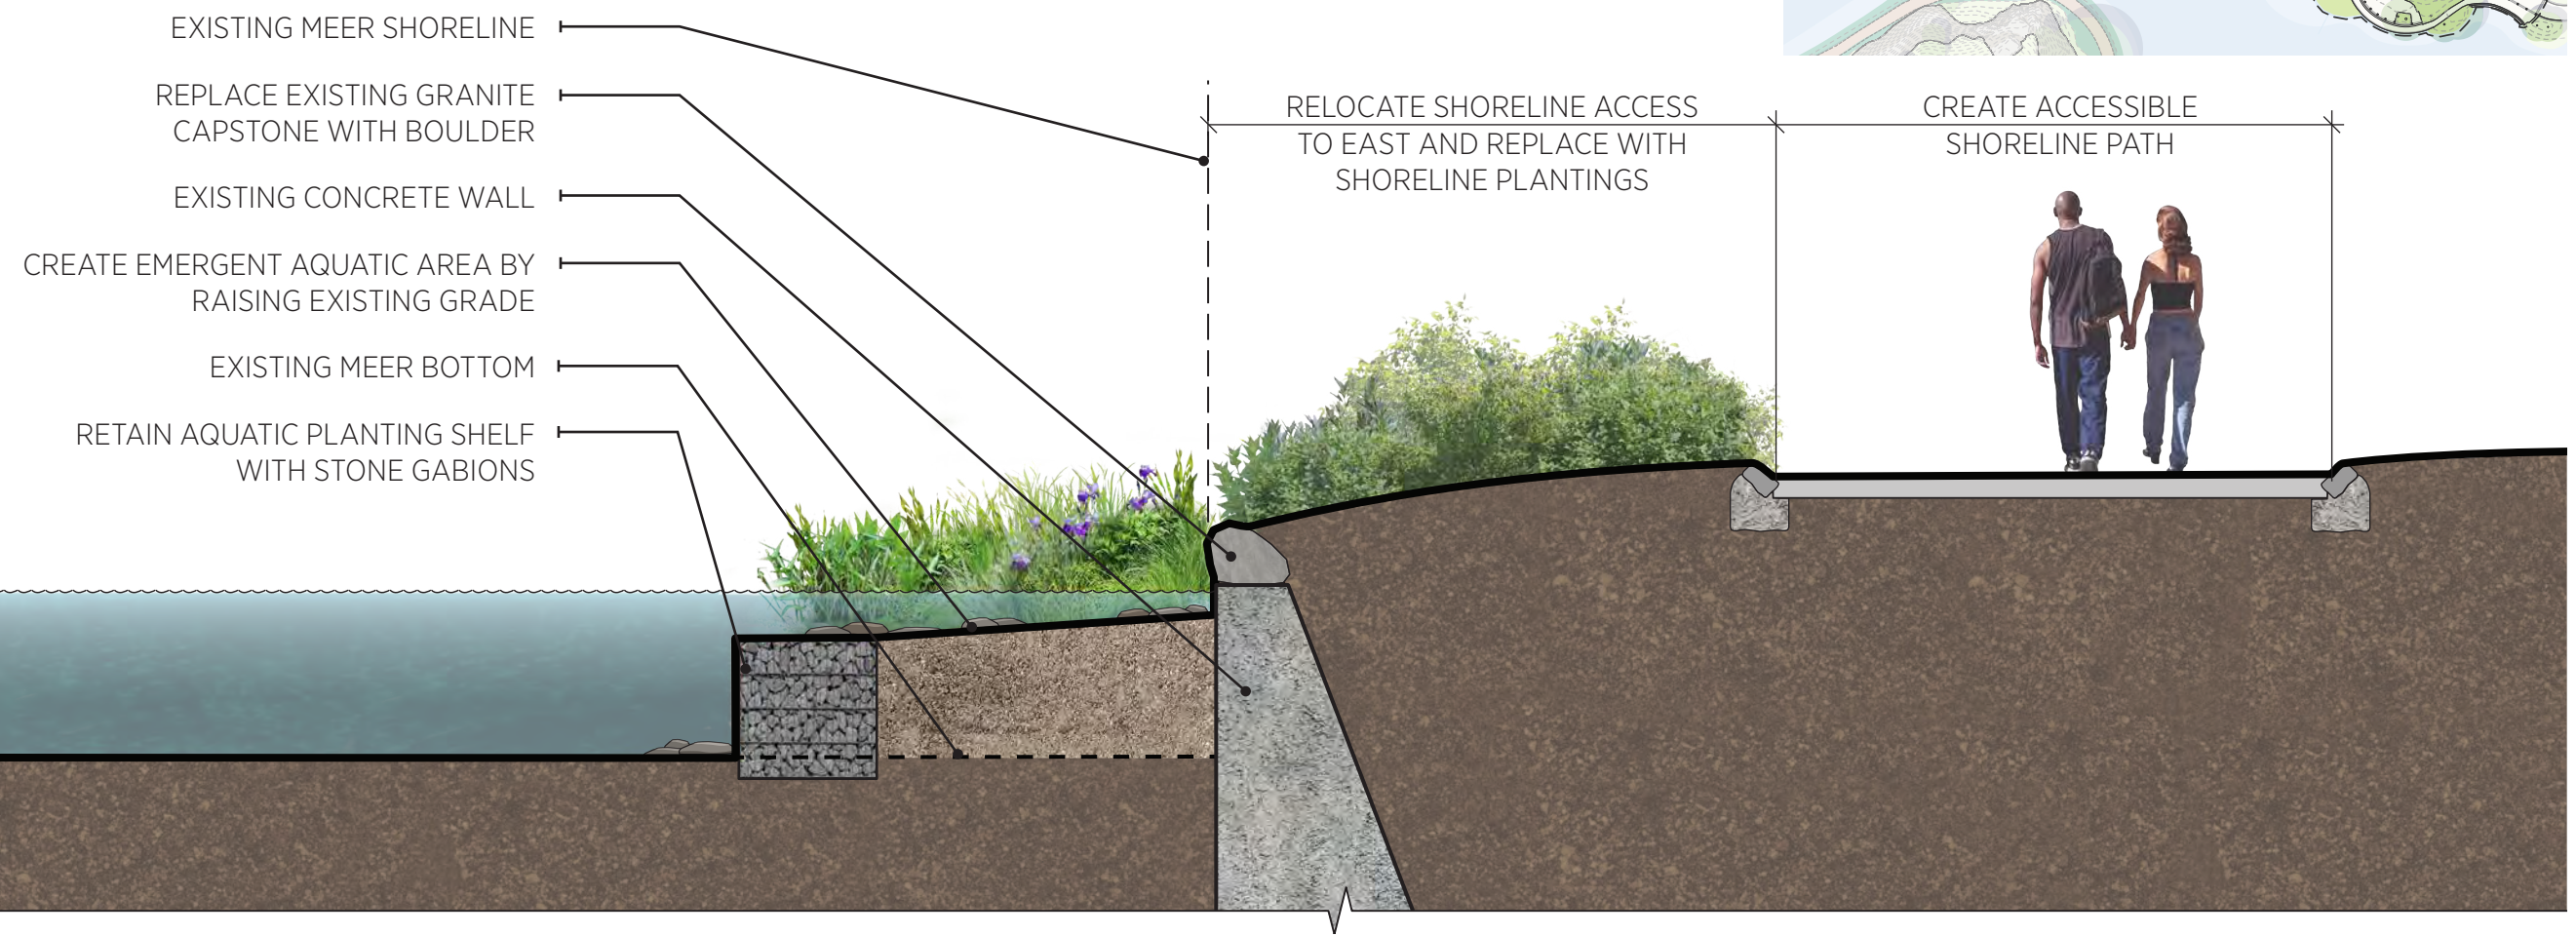 EXISTING MEER SHORELINE
REPLACE EXISTING GRANITE
CAPSTONE WITH BOULDER
EXISTING CONCRETE WALL
CREATE EMERGENT AQUATIC AREA BY
RAISING EXISTING GRADE
EXISTING MEER BOTTOM
RETAIN AQUATIC PLANTING SHELF
WITH STONE GABIONS
RELOCATE SHORELINE ACCESS
TO EAST AND REPLACE WITH
SHORELINE PLANTINGS
CREATE ACCESSIBLE
SHORELINE PATH